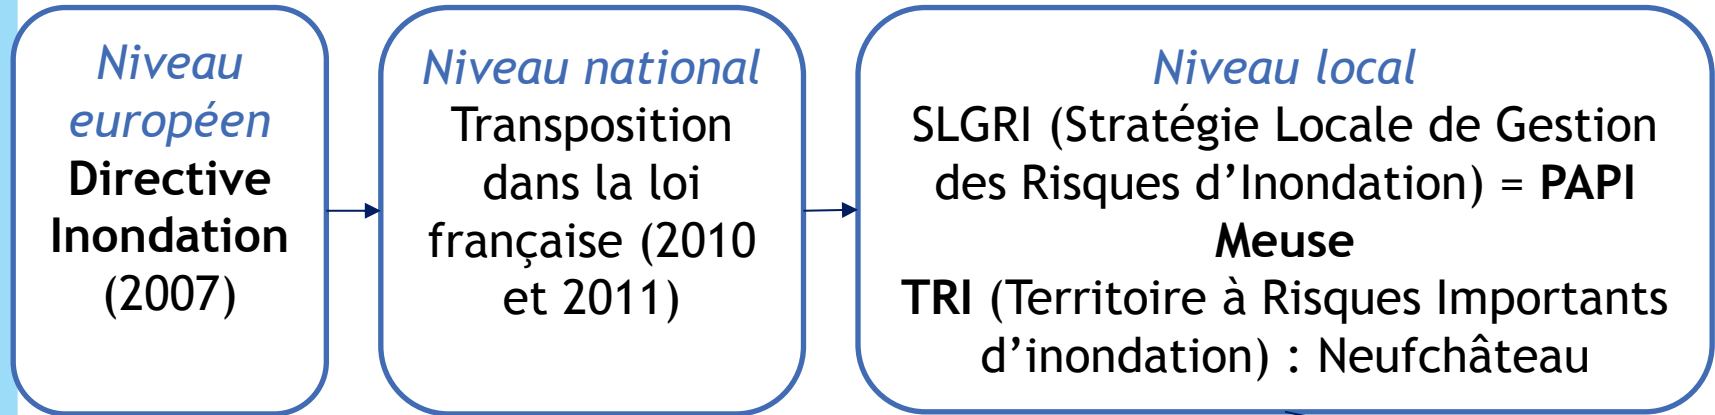 Niveau
européen
Directive
Inondation
(2007)
Niveau national
Transposition
dans la loi
française (2010
et 2011)
Niveau local
SLGRI (Stratégie Locale de Gestion
des Risques d’Inondation) = PAPI
Meuse
TRI (Territoire à Risques Importants
d’inondation) : Neufchâteau